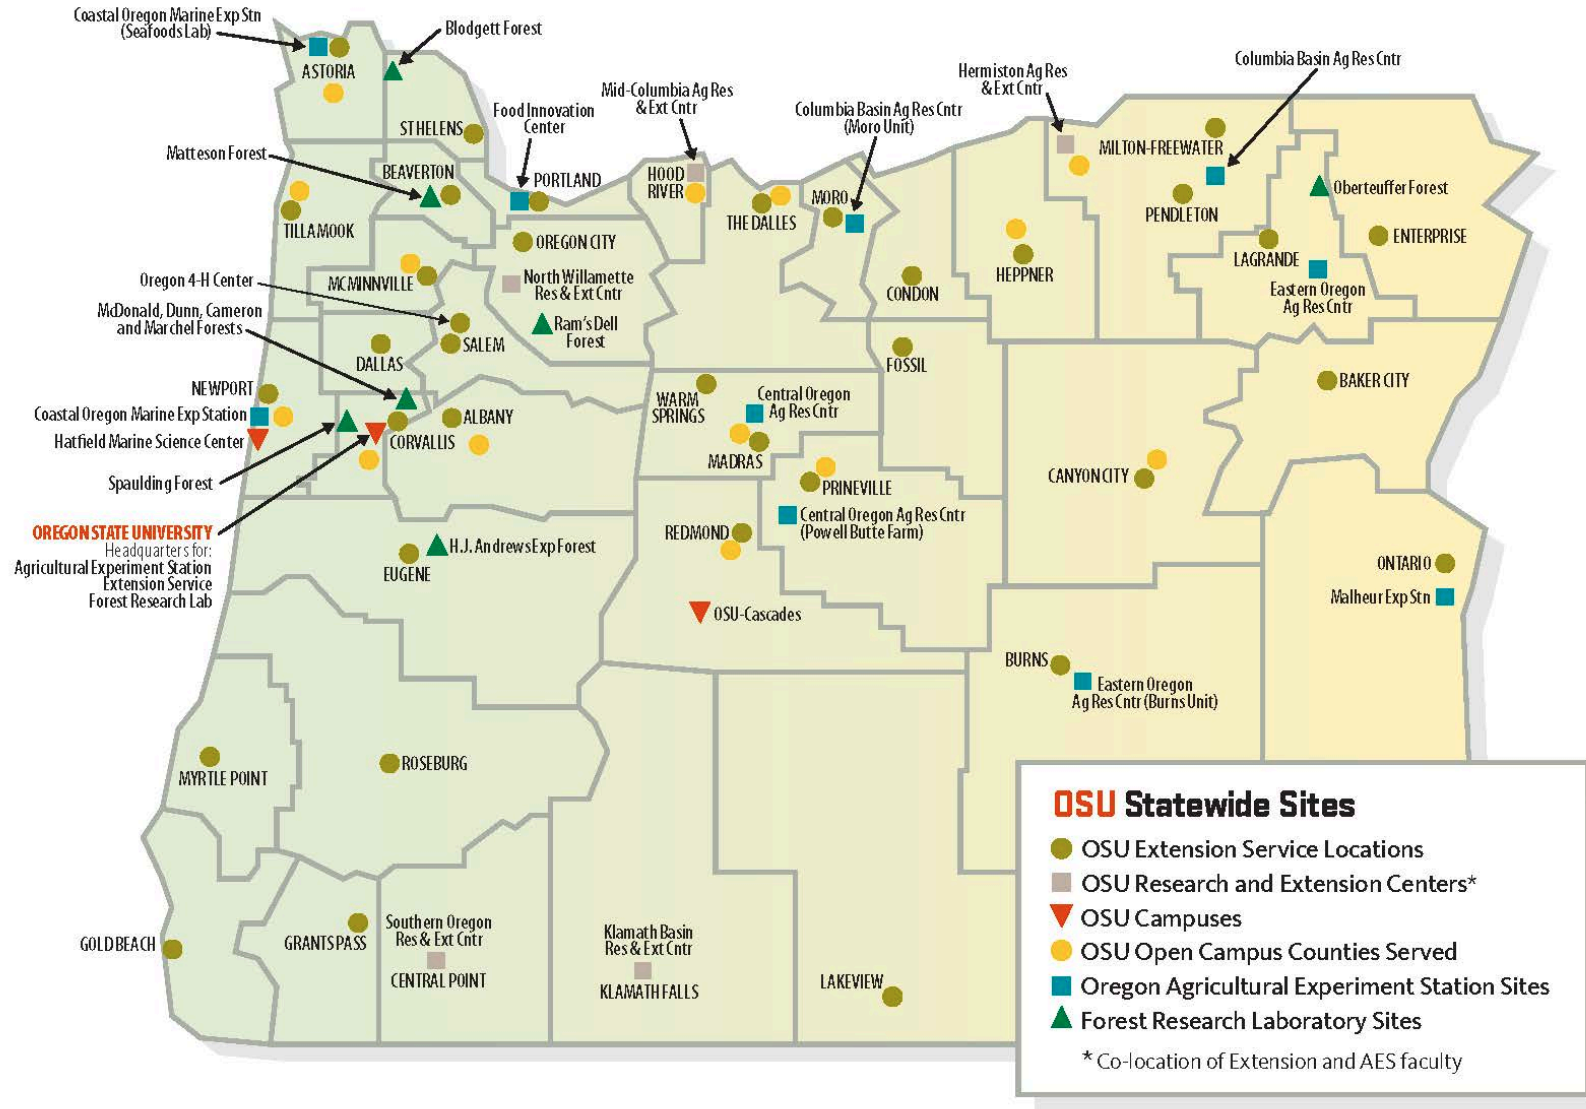 Coastal Oregon Marine Exp Stn
(Seafoods Lab)
ASTORIA
Blodgett Forest
ST HELENS
Food Innovation
Center
Mid-Columbia Ag Res
& Ext Cntr
Columbia Basin Ag Res Cntr
(Moro Unit)
Hermiston Ag Res
& Ext Cntr
Columbia Basin Ag Res Cntr
Matteson Forest
BEAVERTON
PORTLAND
HOOD
RIVER
THE DALLES
MORO
MILTON-FREEWATER
PENDLETON
Oberteuffer Forest
ENTERPRISE
TILLAMOOK
OREGON CITY
LAGRANDE
Eastern Oregon
Ag Res Cntr
HEPPNER
CONDON
Oregon 4-H Center
MCMINNVILLE
North Willamette
Res & Ext Cntr
McDonald, Dunn, Cameron
and Marchel Forests
Ram's Dell
Forest
SALEM
DALLAS
FOSSIL
NEWPORT
Coastal Oregon Marine Exp Station
Hatfield Marine Science Center
ALBANY
CORVALLIS
WARM
SPRINGS
Central Oregon
Ag Res Cntr
MADRAS
BAKER CITY
CANYON CITY
Spaulding Forest
PRINEVILLE
Central Oregon Ag Res Cntr
(Powell Butte Farm)
REDMOND
OREGON STATE UNIVERSITY
Headquarters for:
Agricultural Experiment Station
Extension Service
Forest Research Lab
H.J. Andrews Exp Forest
EUGENE
ONTARIO
Malheur Exp Stn
OSU-Cascades
BURNS
Eastern Oregon
Ag Res Cntr (Burns Unit)
MYRTLE POINT
ROSEBURG
GOLD BEACH
GRANTS PASS
Southern Oregon
Res & Ext Cntr
CENTRAL POINT
Klamath Basin
Res & Ext Cntr
KLAMATH FALLS
LAKEVIEW
OSU Statewide Sites
OSU Extension Service Locations
OSU Research and Extension Centers*
OSU Campuses
OSU Open Campus Counties Served
Oregon Agricultural Experiment Station Sites
Forest Research Laboratory Sites
* Co-location of Extension and AES faculty